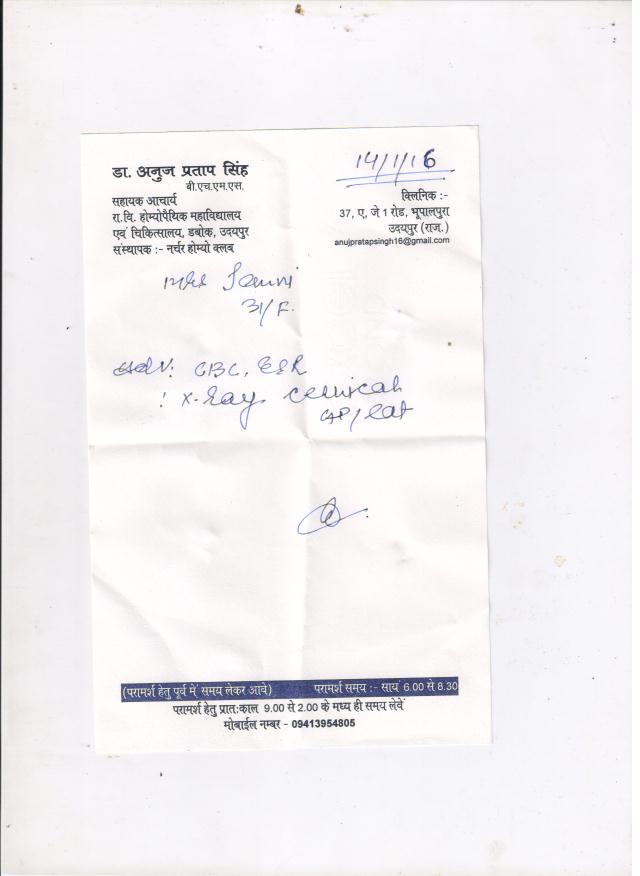 डा. अनुज प्रताप सिंह
बी.एच.एम.एस.
सहायक आचार्य
रा.वि. होम्योपैथिक महाविद्यालय
एवं चिकित्सालय, डबोक, उदयपुर
संस्थापक :- नर्चर होम्यो क्लब
14/1/16
क्लिनिक :-
37, ए, जे 1 रोड, भूपालपुरा
उदयपुर (राज.)
anujpratapsingh16@gmail.com
Mrs
31/F.
Adv: CBC, ESR
: X-Ray cervical
AP/Lat
(परामर्श हेतु पूर्व में समय लेकर आवे) परामर्श समय :- सायं 6.00 से 8.30
परामर्श हेतु प्रात:काल 9.00 से 2.00 के मध्य ही समय लेवें
मोबाईल नम्बर - 09413954805